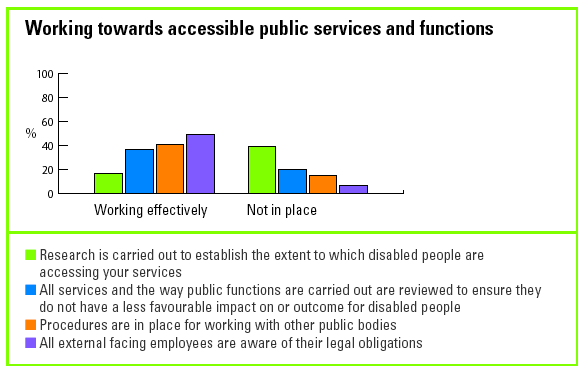 Working towards accessible public services and functions
100
80
60
%
40
20
0
Working effectively Not in place
Research is carried out to establish the extent to which disabled people are
accessing your services
All services and the way public functions are carried out are reviewed to ensure they
do not have a less favourable impact on or outcome for disabled people
Procedures are in place for working with other public bodies
All external facing employees are aware of their legal obligations